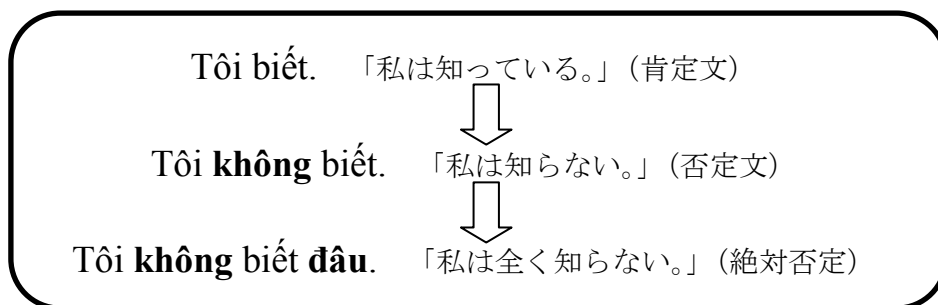 Tôi biết. 「私は知っている。」（肯定文）
Tôi không biết. 「私は知らない。」（否定文）
Tôi không biết đâu. 「私は全く知らない。」（絶対否定）